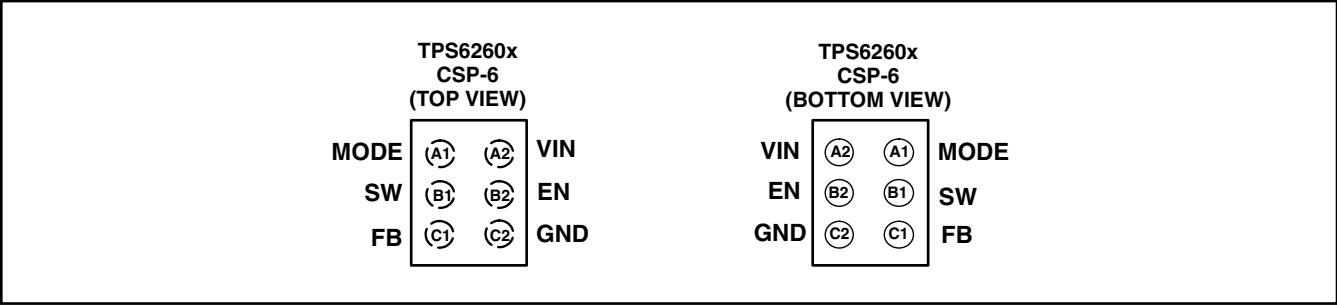 TPS6260x
CSP-6
(TOP VIEW)
MODE A1 A2 VIN
SW B1 B2 EN
FB C1 C2 GND
TPS6260x
CSP-6
(BOTTOM VIEW)
VIN A2 A1 MODE
EN B2 B1 SW
GND C2 C1 FB